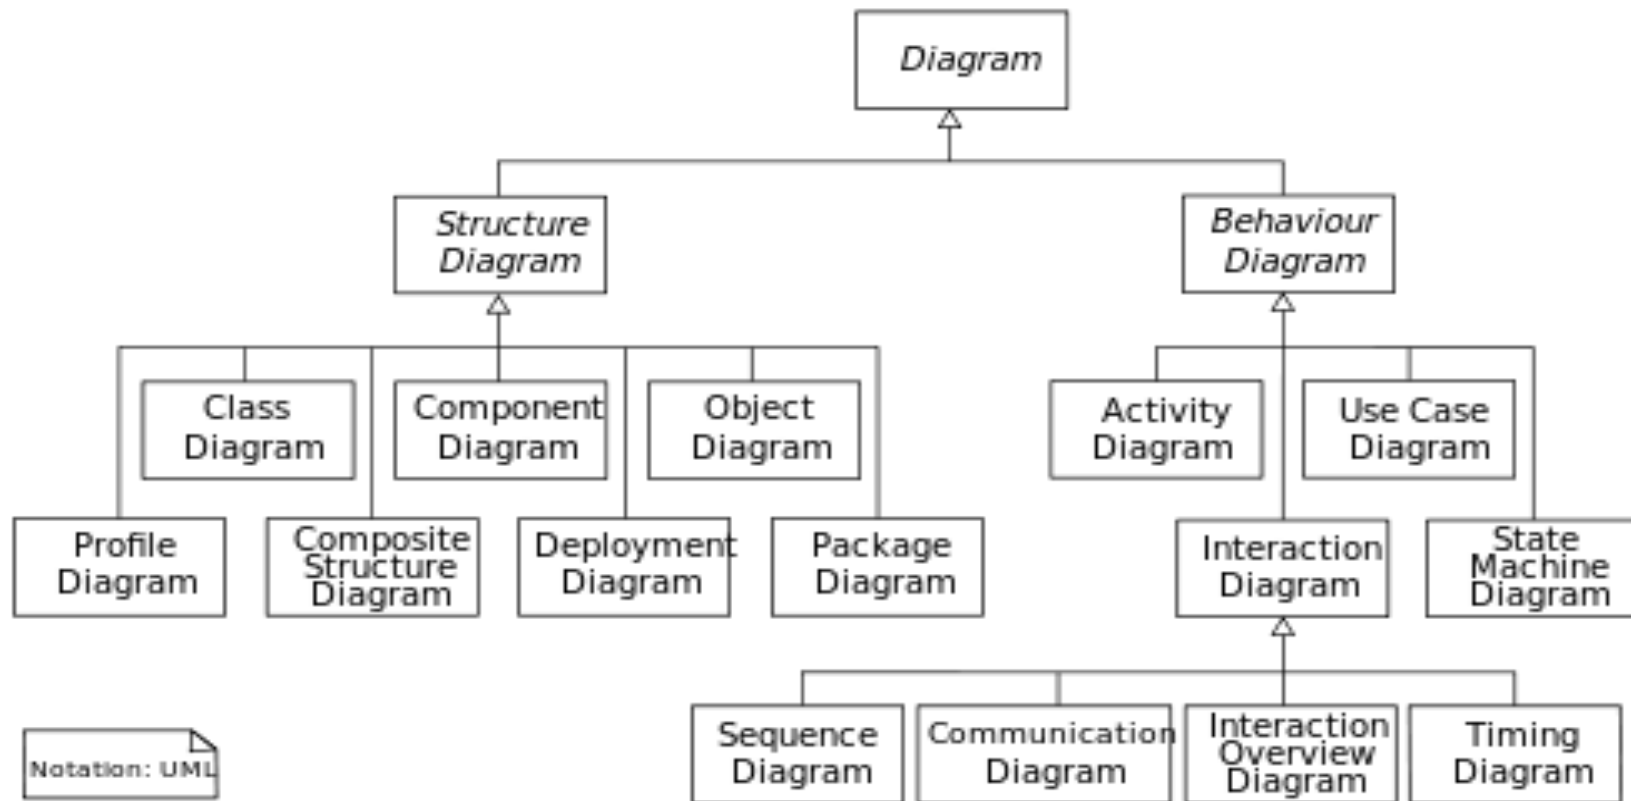 Diagram
Structure
Diagram
Behaviour
Diagram
Class
Diagram
Component
Diagram
Object
Diagram
Activity
Diagram
Use Case
Diagram
Profile
Diagram
Composite
Structure
Diagram
Deployment
Diagram
Package
Diagram
Interaction
Diagram
State
Machine
Diagram
Sequence
Diagram
Communication
Diagram
Interaction
Overview
Diagram
Timing
Diagram
Notation: UML